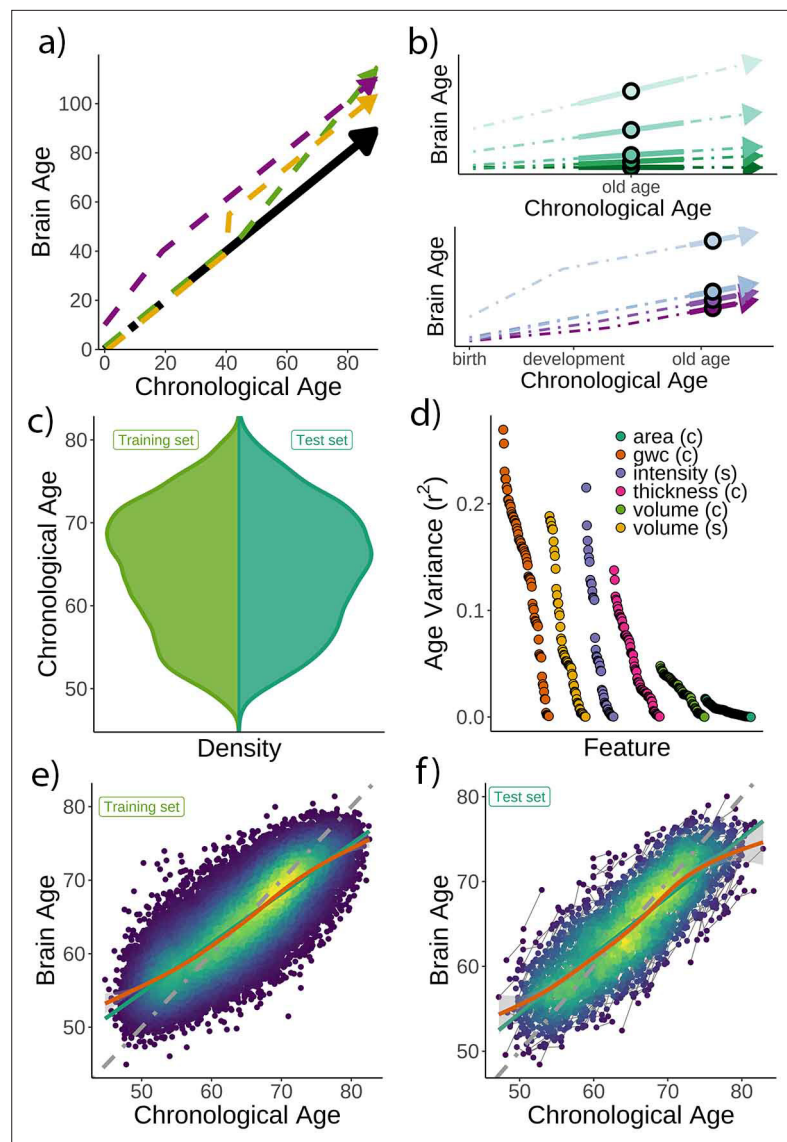 a)
Brain Age
100
80
60
40
20
0
0 20 40 60 80
Chronological Age
b)
Brain Age
old age
Chronological Age
Brain Age
birth development old age
Chronological Age
c)
Training set
Test set
Chronological Age
80
70
60
50
Density
d)
area (c)
gwc (c)
intensity (s)
thickness (c)
volume (c)
volume (s)
Age Variance (r²)
0.2
0.1
0.0
Feature
e)
Training set
Brain Age
80
70
60
50
50 60 70 80
Chronological Age
f)
Test set
Brain Age
80
70
60
50
50 60 70 80
Chronological Age